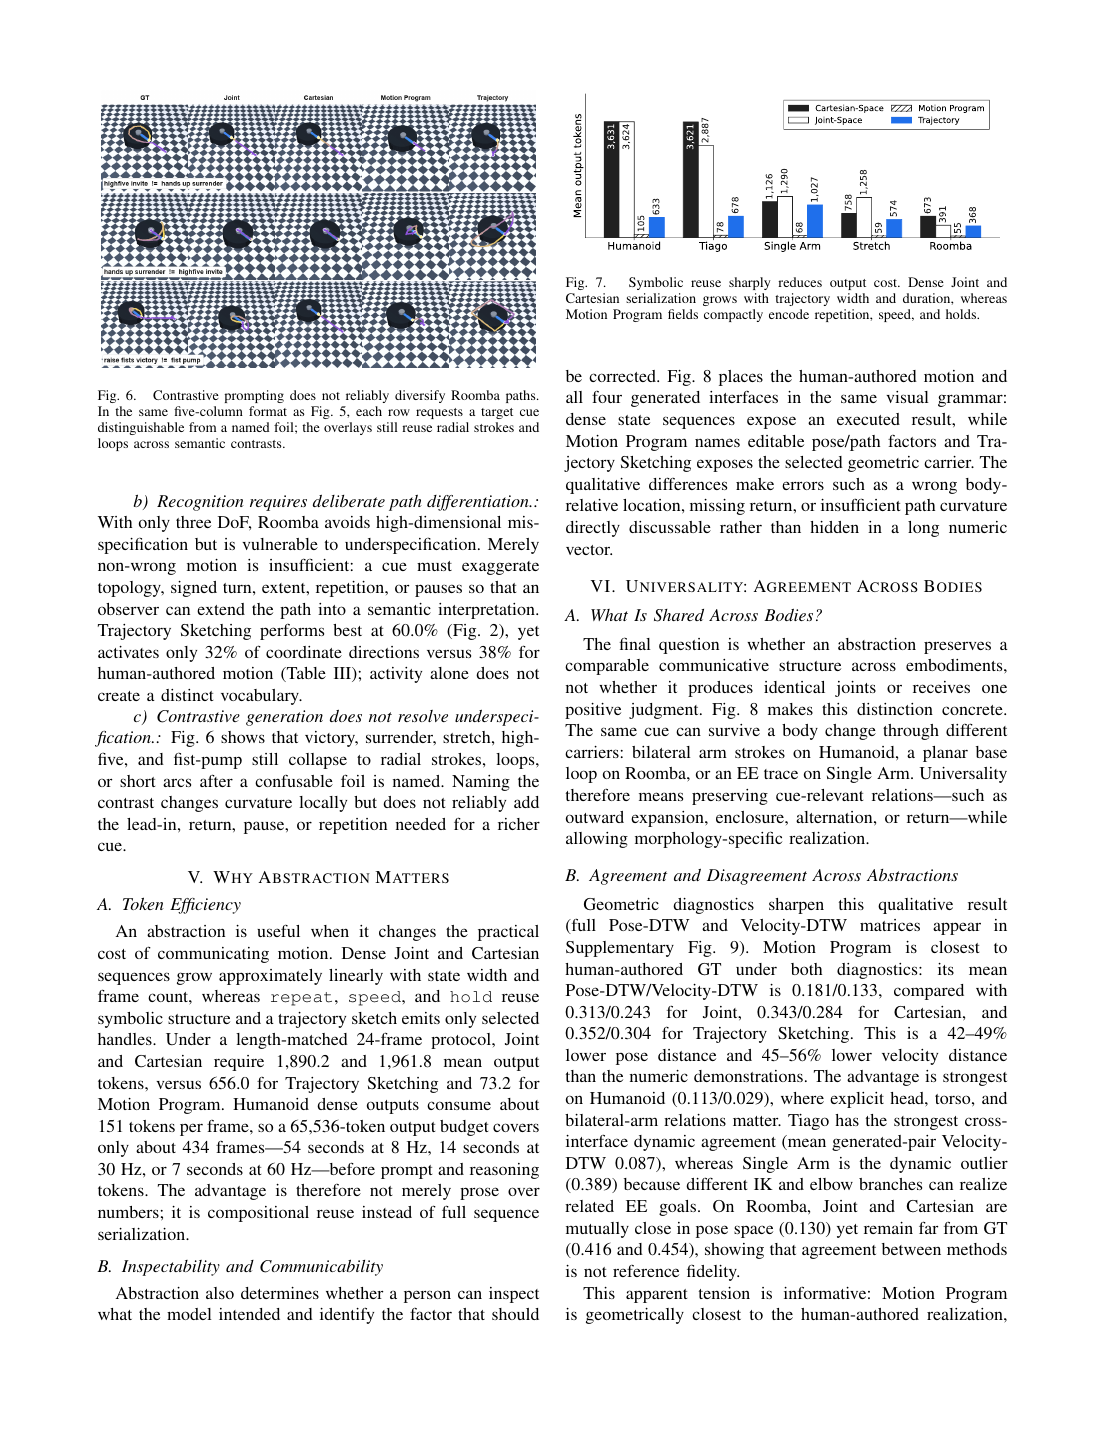 GT Joint Cartesian Motion Program Trajectory
highfive invite != hands up surrender
hands up surrender != highfive invite
raise fists victory != fist pump
Fig. 6. Contrastive prompting does not reliably diversify Roomba paths.
In the same five-column format as Fig. 5, each row requests a target cue
distinguishable from a named foil; the overlays still reuse radial strokes and
loops across semantic contrasts.
b) Recognition requires deliberate path differentiation.:
With only three DoF, Roomba avoids high-dimensional mis-
specification but is vulnerable to underspecification. Merely
non-wrong motion is insufficient: a cue must exaggerate
topology, signed turn, extent, repetition, or pauses so that an
observer can extend the path into a semantic interpretation.
Trajectory Sketching performs best at 60.0% (Fig. 2), yet
activates only 32% of coordinate directions versus 38% for
human-authored motion (Table III); activity alone does not
create a distinct vocabulary.
c) Contrastive generation does not resolve underspeci-
fication.: Fig. 6 shows that victory, surrender, stretch, high-
five, and fist-pump still collapse to radial strokes, loops,
or short arcs after a confusable foil is named. Naming the
contrast changes curvature locally but does not reliably add
the lead-in, return, pause, or repetition needed for a richer
cue.
V. WHY ABSTRACTION MATTERS
A. Token Efficiency
An abstraction is useful when it changes the practical
cost of communicating motion. Dense Joint and Cartesian
sequences grow approximately linearly with state width and
frame count, whereas repeat, speed, and hold reuse
symbolic structure and a trajectory sketch emits only selected
handles. Under a length-matched 24-frame protocol, Joint
and Cartesian require 1,890.2 and 1,961.8 mean output
tokens, versus 656.0 for Trajectory Sketching and 73.2 for
Motion Program. Humanoid dense outputs consume about
151 tokens per frame, so a 65,536-token output budget covers
only about 434 frames—54 seconds at 8 Hz, 14 seconds at
30 Hz, or 7 seconds at 60 Hz—before prompt and reasoning
tokens. The advantage is therefore not merely prose over
numbers; it is compositional reuse instead of full sequence
serialization.
B. Inspectability and Communicability
Abstraction also determines whether a person can inspect
what the model intended and identify the factor that should
Mean output tokens
Cartesian-Space Motion Program
Joint-Space Trajectory
3,631 3,624 105 633
3,621 2,887 78 678
1,126 1,290 68 1,027
758 1,258 59 574
673 391 55 368
Humanoid Tiago Single Arm Stretch Roomba
Fig. 7. Symbolic reuse sharply reduces output cost. Dense Joint and
Cartesian serialization grows with trajectory width and duration, whereas
Motion Program fields compactly encode repetition, speed, and holds.
be corrected. Fig. 8 places the human-authored motion and
all four generated interfaces in the same visual grammar:
dense state sequences expose an executed result, while
Motion Program names editable pose/path factors and Tra-
jectory Sketching exposes the selected geometric carrier. The
qualitative differences make errors such as a wrong body-
relative location, missing return, or insufficient path curvature
directly discussable rather than hidden in a long numeric
vector.
VI. UNIVERSALITY: AGREEMENT ACROSS BODIES
A. What Is Shared Across Bodies?
The final question is whether an abstraction preserves a
comparable communicative structure across embodiments,
not whether it produces identical joints or receives one
positive judgment. Fig. 8 makes this distinction concrete.
The same cue can survive a body change through different
carriers: bilateral arm strokes on Humanoid, a planar base
loop on Roomba, or an EE trace on Single Arm. Universality
therefore means preserving cue-relevant relations—such as
outward expansion, enclosure, alternation, or return—while
allowing morphology-specific realization.
B. Agreement and Disagreement Across Abstractions
Geometric diagnostics sharpen this qualitative result
(full Pose-DTW and Velocity-DTW matrices appear in
Supplementary Fig. 9). Motion Program is closest to
human-authored GT under both diagnostics: its mean
Pose-DTW/Velocity-DTW is 0.181/0.133, compared with
0.313/0.243 for Joint, 0.343/0.284 for Cartesian, and
0.352/0.304 for Trajectory Sketching. This is a 42–49%
lower pose distance and 45–56% lower velocity distance
than the numeric demonstrations. The advantage is strongest
on Humanoid (0.113/0.029), where explicit head, torso, and
bilateral-arm relations matter. Tiago has the strongest cross-
interface dynamic agreement (mean generated-pair Velocity-
DTW 0.087), whereas Single Arm is the dynamic outlier
(0.389) because different IK and elbow branches can realize
related EE goals. On Roomba, Joint and Cartesian are
mutually close in pose space (0.130) yet remain far from GT
(0.416 and 0.454), showing that agreement between methods
is not reference fidelity.
This apparent tension is informative: Motion Program
is geometrically closest to the human-authored realization,